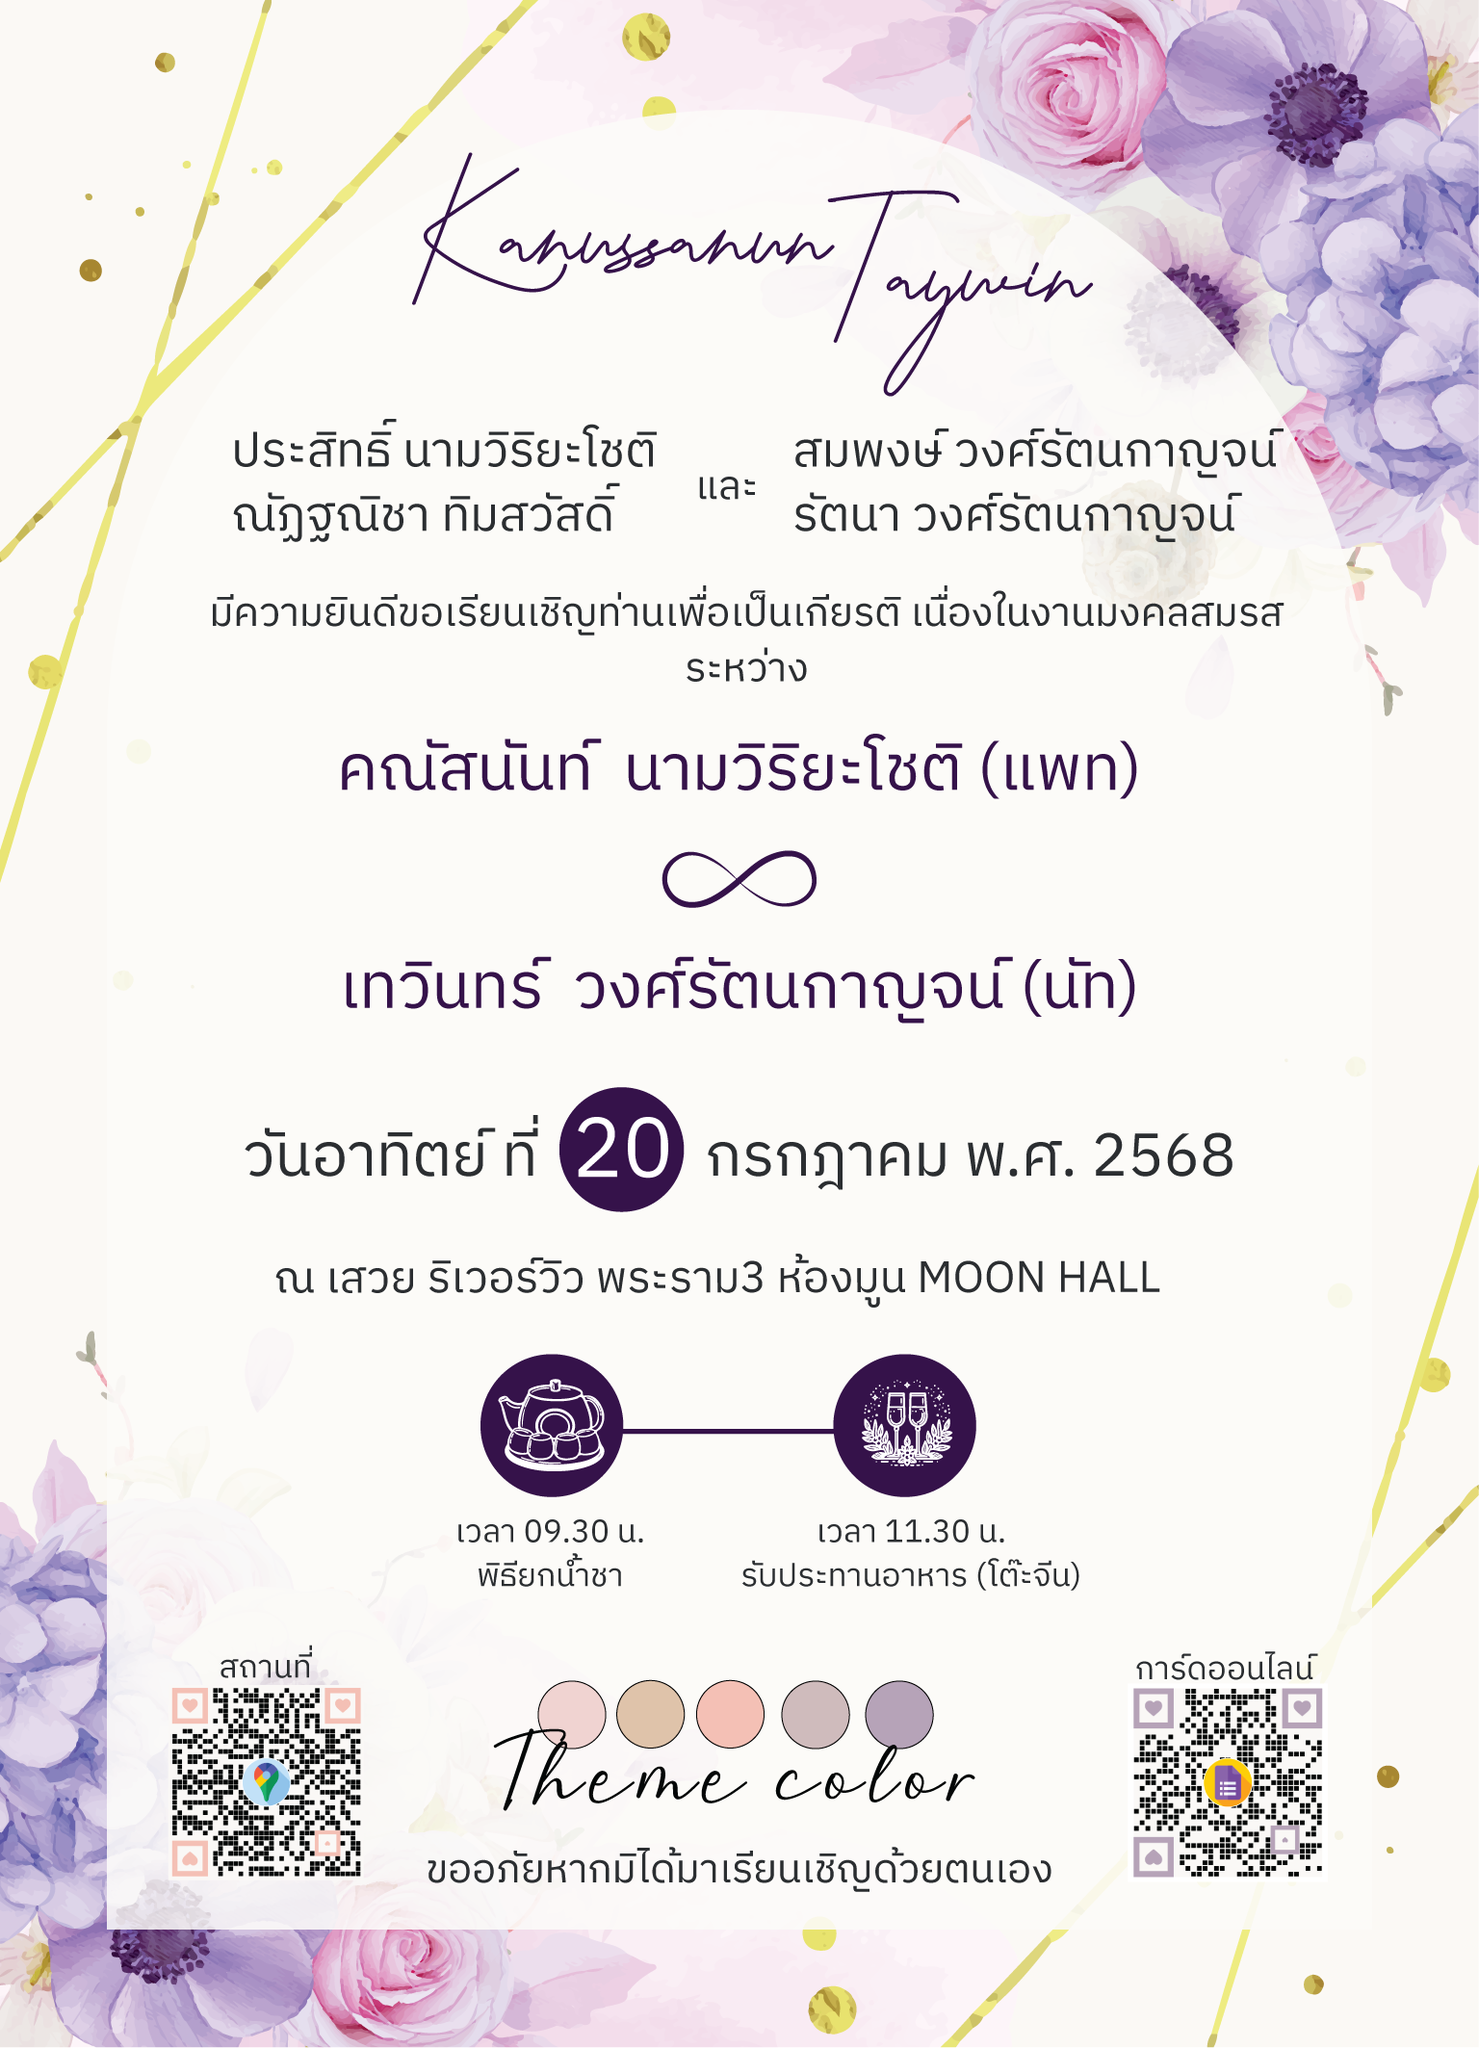 Kanussanun Taywin
ประสิทธิ์ นามวิริยะโชติ
ณัฏฐณิชา ทิมสวัสดิ์
และ
สมพงษ์ วงศ์รัตนกาญจน์
รัตนา วงศ์รัตนกาญจน์
มีความยินดีขอเรียนเชิญท่านเพื่อเป็นเกียรติ เนื่องในงานมงคลสมรส
ระหว่าง
คณัสนันท์ นามวิริยะโชติ (แพท)
เทวินทร์ วงศ์รัตนกาญจน์ (นัท)
วันอาทิตย์ ที่ 20 กรกฎาคม พ.ศ. 2568
ณ เสวย ริเวอร์วิว พระราม3 ห้องมูน MOON HALL
เวลา 09.30 น.
พิธียกน้ำชา
เวลา 11.30 น.
รับประทานอาหาร (โต๊ะจีน)
สถานที่
การ์ดออนไลน์
Theme color
ขออภัยหากมิได้มาเรียนเชิญด้วยตนเอง